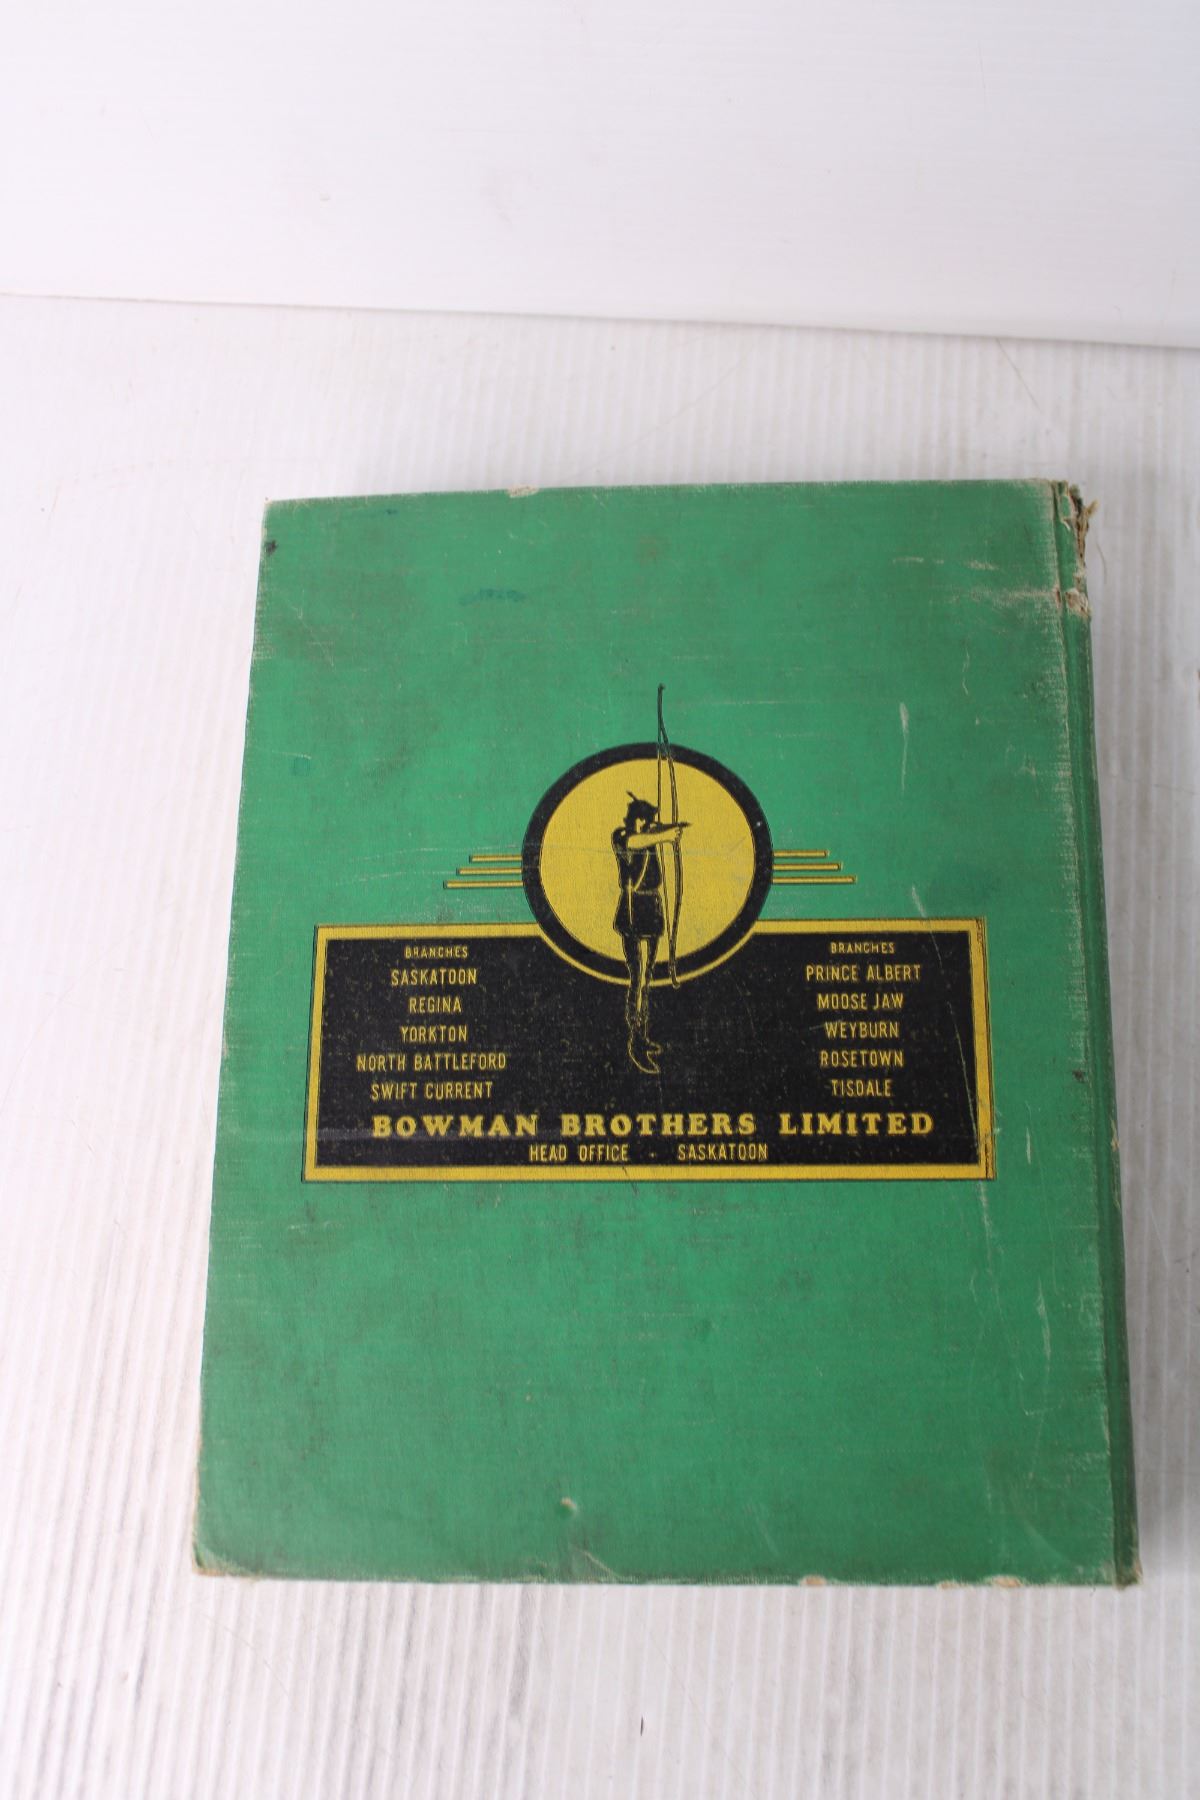 BRANCHES
SASKATOON
REGINA
YORKTON
NORTH BATTLEFORD
SWIFT CURRENT
BRANCHES
PRINCE ALBERT
MOOSE JAW
WEYBURN
ROSETOWN
TISDALE
BOWMAN BROTHERS LIMITED
HEAD OFFICE - SASKATOON